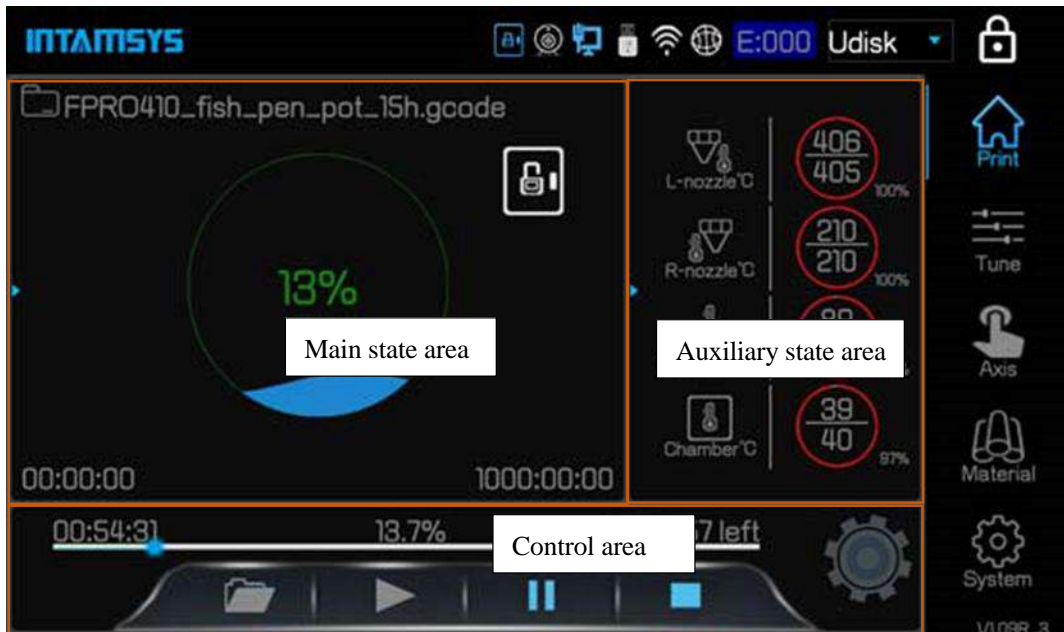 INTAMSYS
E:000 Udisk
FPRO410_fish_pen_pot_15h.gcode
13%
00:00:00 1000:00:00
Main state area
406
405
L-nozzle℃
100%
210
210
R-nozzle℃
100%
Auxiliary state area
39
40
Chamber℃
97%
00:54:31 13.7% 7 left
Control area
Print
Tune
Axis
Material
System